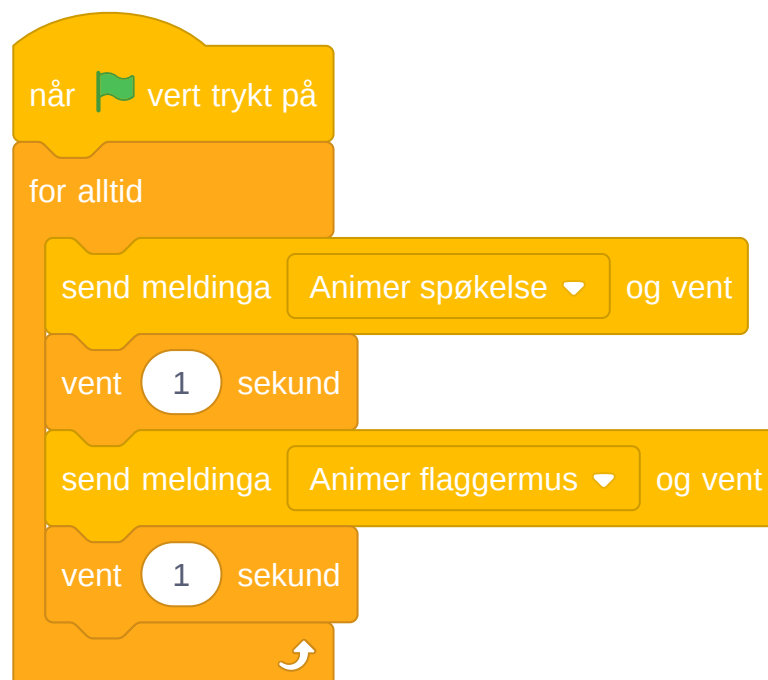 når vert trykt på
for alltid
send meldinga Animer spøkelse og vent
vent 1 sekund
send meldinga Animer flaggermus og vent
vent 1 sekund